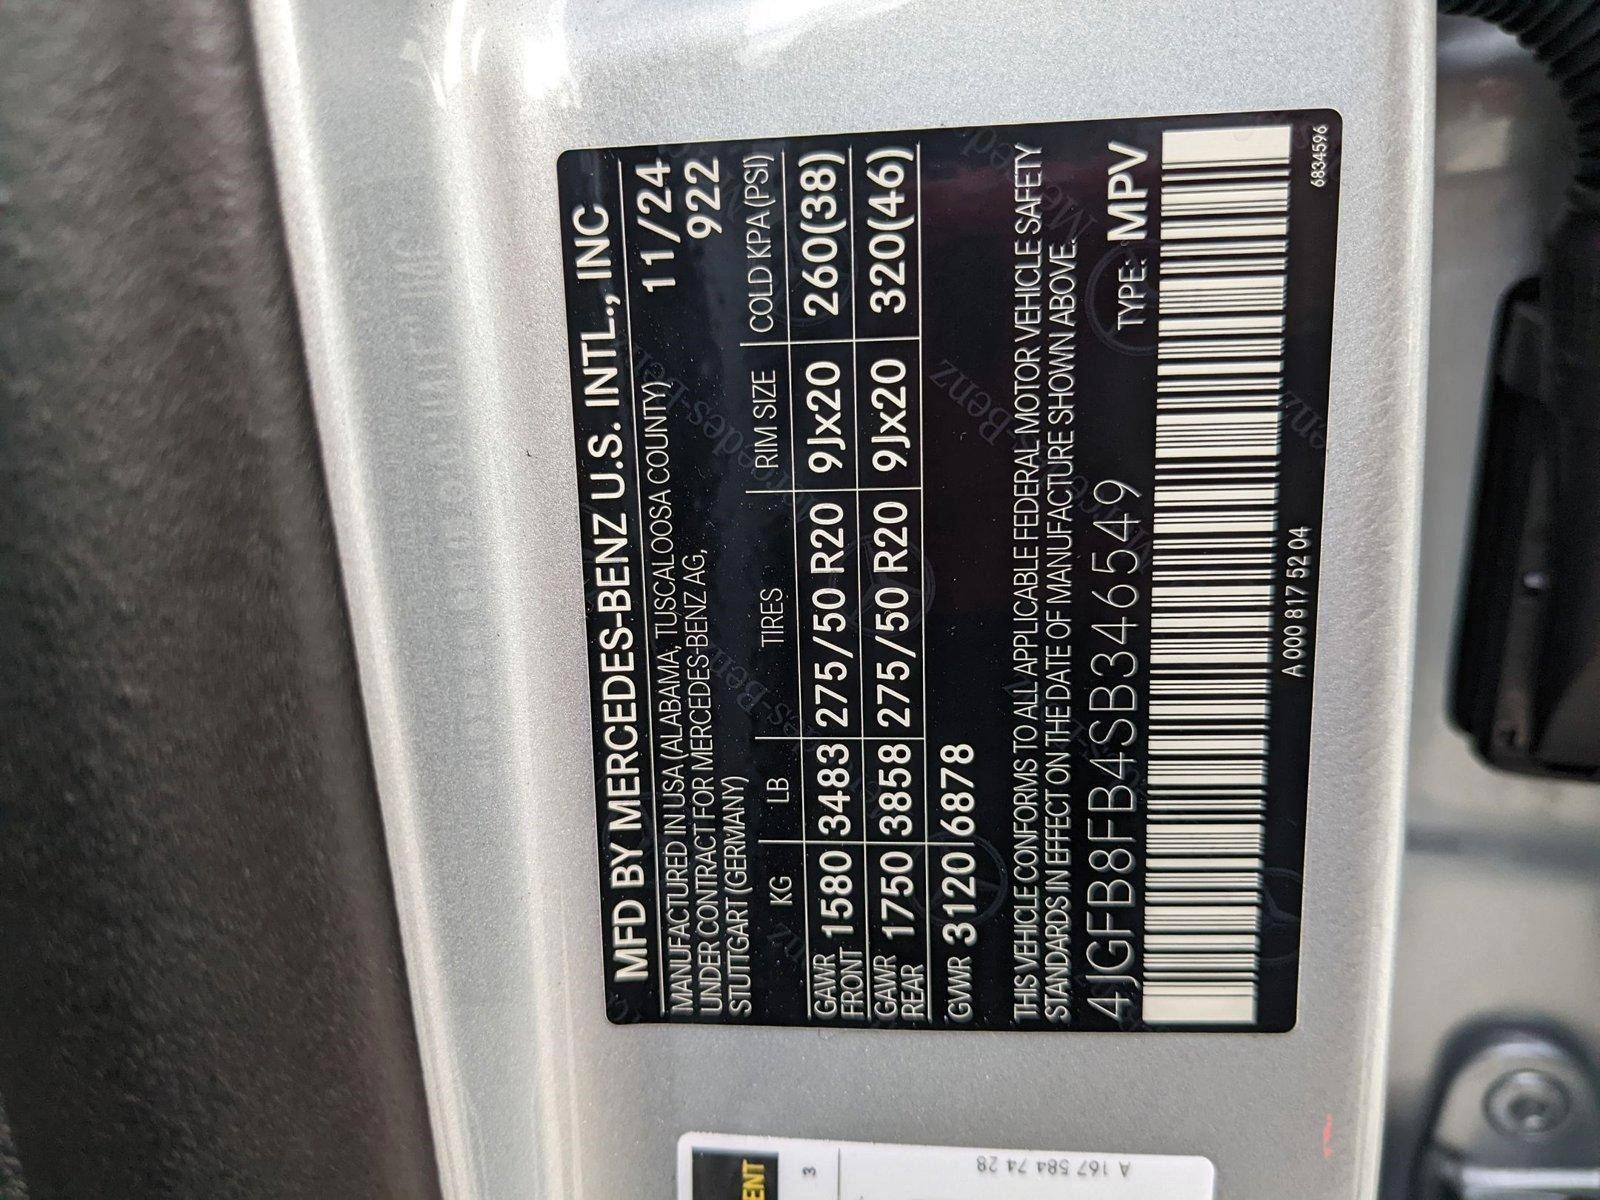 MFD BY MERCEDES-BENZ U.S. INTL., INC
MANUFACTURED IN USA (ALABAMA, TUSCALOOSA COUNTY) 11/24
UNDER CONTRACT FOR MERCEDES-BENZ AG, 922
STUTTGART (GERMANY)
KG LB TIRES RIM SIZE COLD KPA (PSI)
GAWR FRONT 1580 3483 275/50 R20 9Jx20 260(38)
GAWR REAR 1750 3858 275/50 R20 9Jx20 320(46)
GVWR 3120 6878
THIS VEHICLE CONFORMS TO ALL APPLICABLE FEDERAL MOTOR VEHICLE SAFETY
STANDARDS IN EFFECT ON THE DATE OF MANUFACTURE SHOWN ABOVE.
4JGFB8FB4SB346549 TYPE: MPV
A 000 817 52 04
6834596
ENT
3
A 167 584 74 28